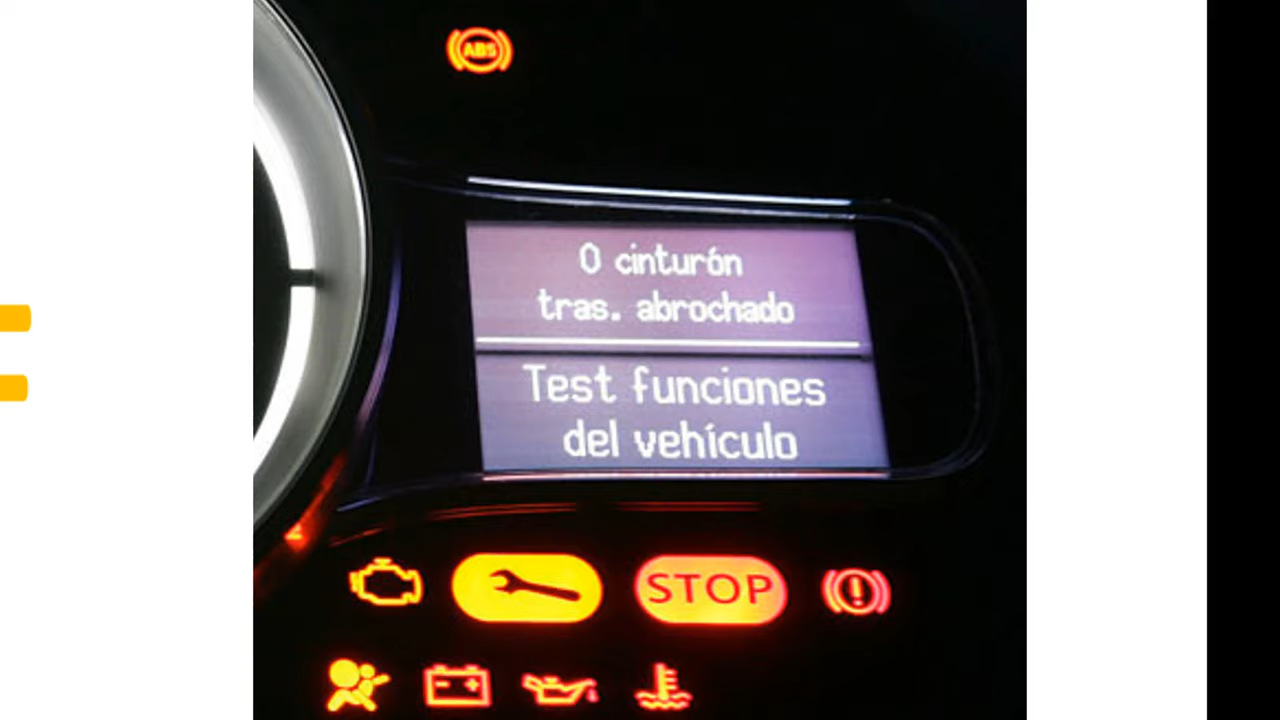 ABS
0 cinturón
tras. abrochado
Test funciones
del vehículo
STOP